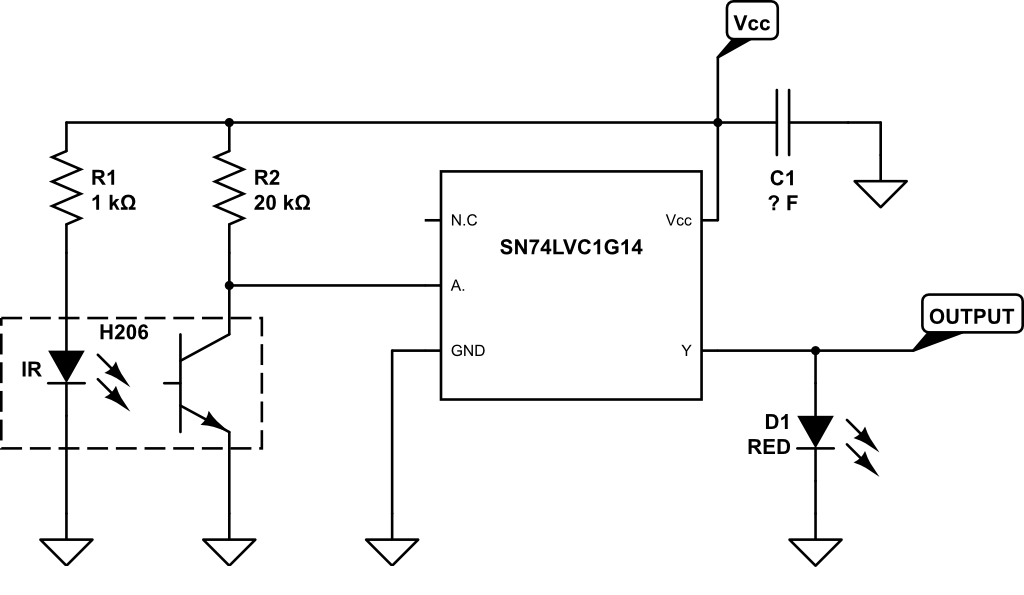 Vcc
R1
1 kΩ
R2
20 kΩ
C1
? F
N.C
Vcc
SN74LVC1G14
A.
OUTPUT
H206
GND
Y
IR
D1
RED